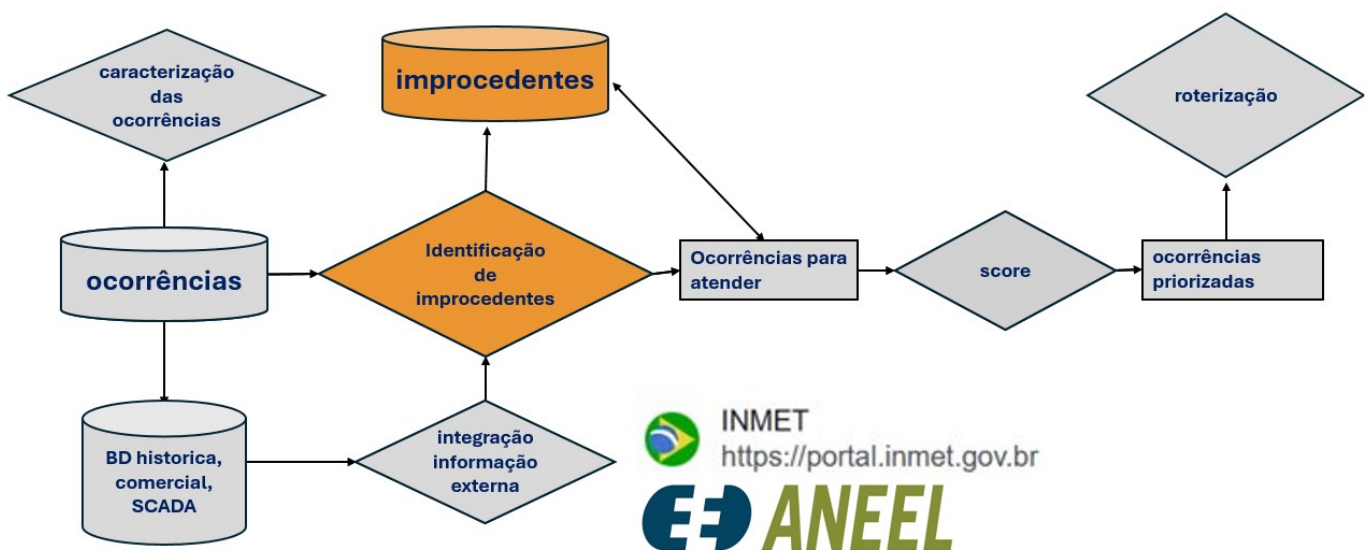 caracterização
das
ocorrências
improcedentes
roterização
ocorrências
Identificação
de
improcedentes
Ocorrências para
atender
score
ocorrências
priorizadas
BD historica,
comercial,
SCADA
integração
informação
externa
INMET
https://portal.inmet.gov.br
ANEEL